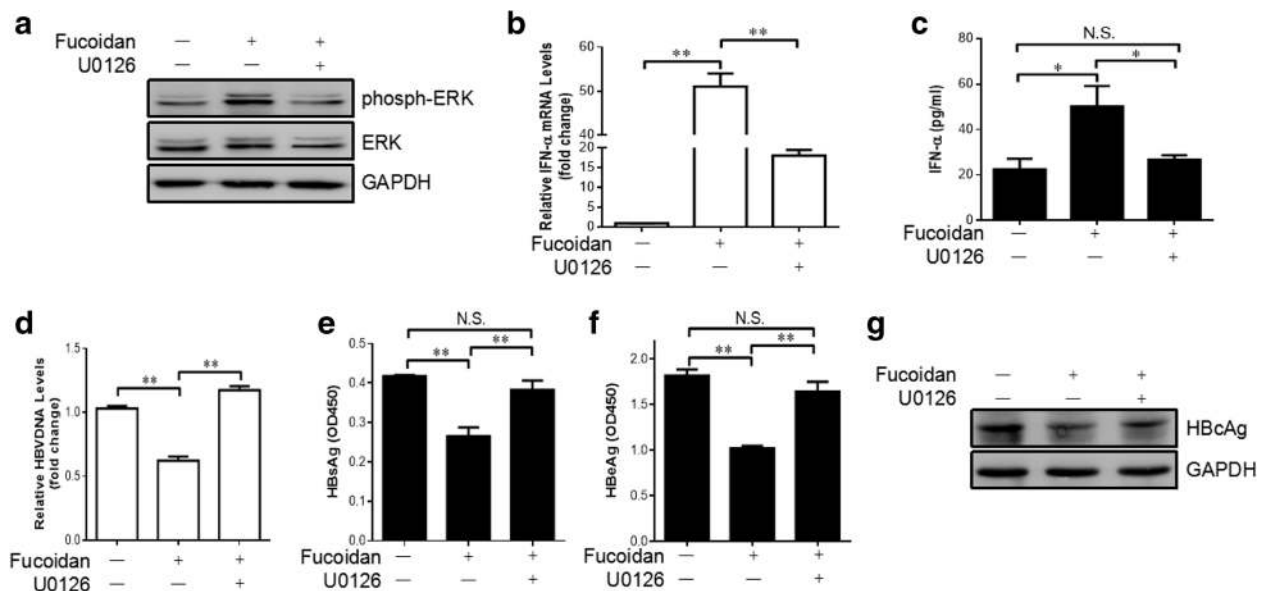 a
Fucoidan — + +
U0126 — — +
phosph-ERK
ERK
GAPDH
b
Relative IFN-α mRNA Levels
(fold change)
60
50
20
15
10
5
0
**
**
Fucoidan — + +
U0126 — — +
c
IFN-α (pg/ml)
80
60
40
20
0
N.S.
*
*
Fucoidan — + +
U0126 — — +
d
Relative HBVDNA Levels
(fold change)
1.5
1.0
0.5
0.0
**
**
Fucoidan — + +
U0126 — — +
e
HBsAg (OD450)
0.4
0.3
0.2
0.1
0.0
N.S.
**
**
Fucoidan — + +
U0126 — — +
f
HBeAg (OD450)
2.0
1.5
1.0
0.5
0.0
N.S.
**
**
Fucoidan — + +
U0126 — — +
g
Fucoidan — + +
U0126 — — +
HBcAg
GAPDH